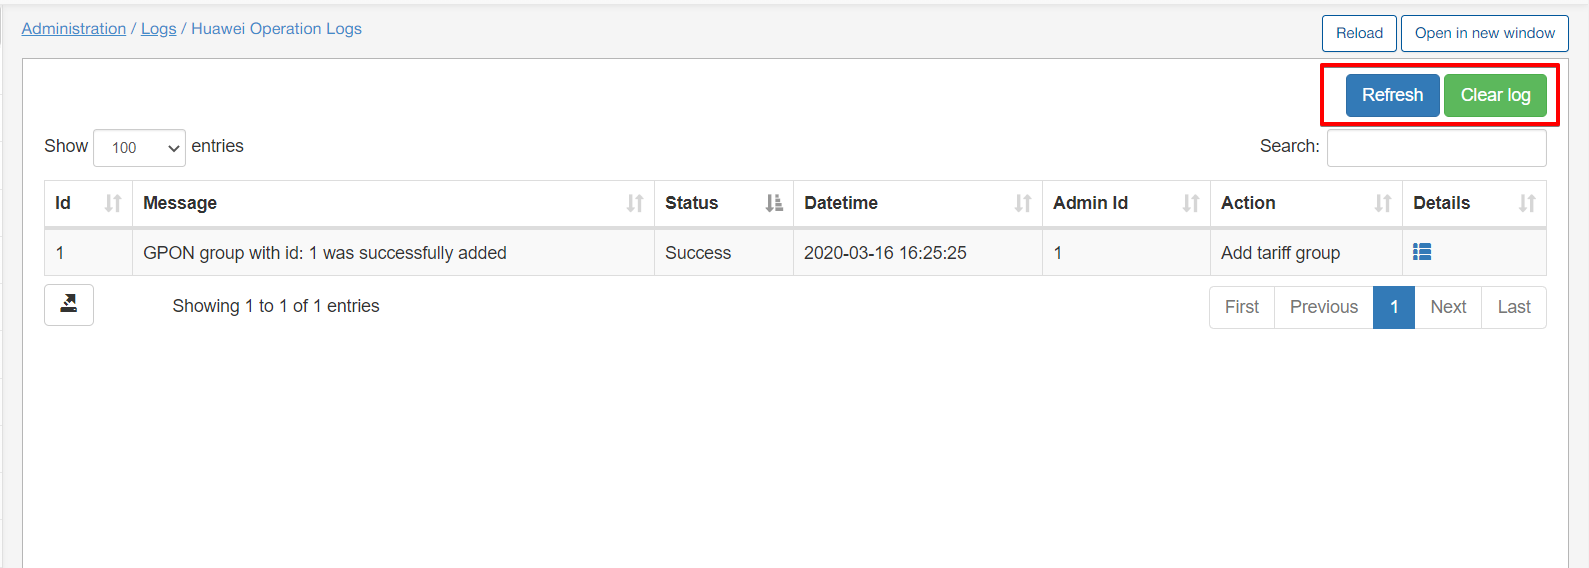 Administration / Logs / Huawei Operation Logs
Reload Open in new window
Refresh Clear log
Show 100 entries Search:
Id Message Status Datetime Admin Id Action Details
1 GPON group with id: 1 was successfully added Success 2020-03-16 16:25:25 1 Add tariff group
Showing 1 to 1 of 1 entries First Previous 1 Next Last